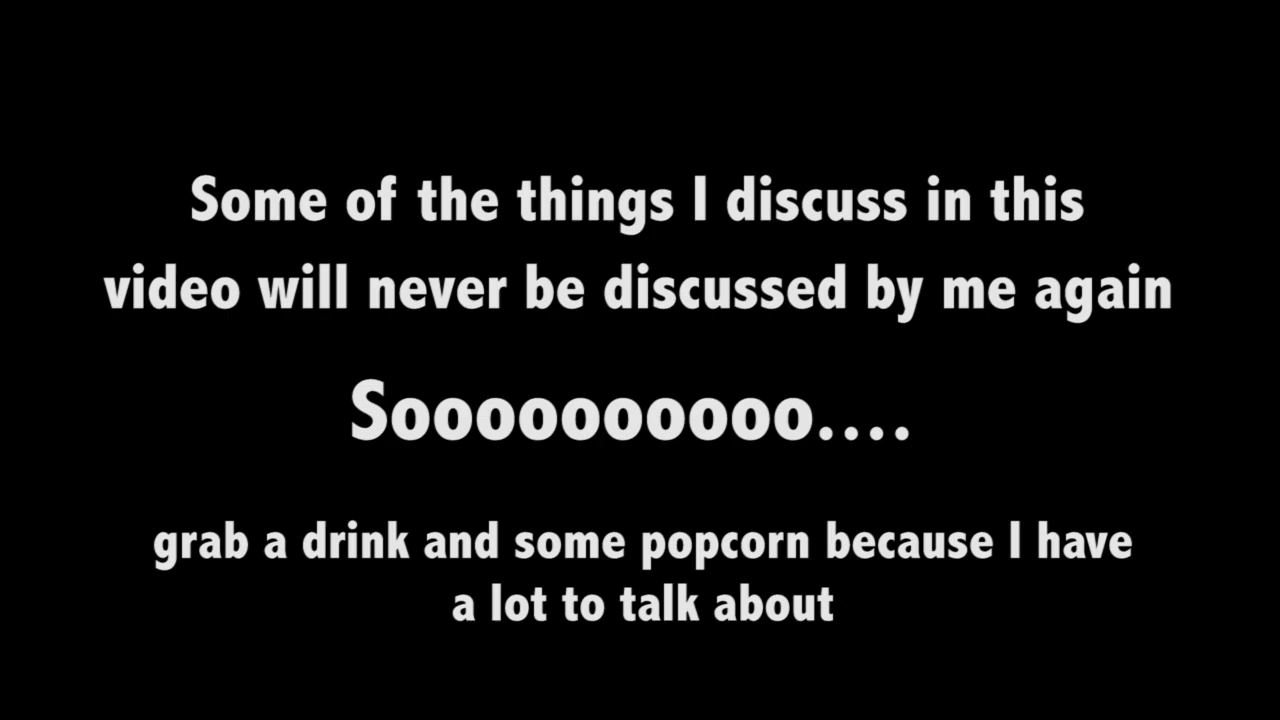 Some of the things I discuss in this
video will never be discussed by me again
Sooooooooooo....
grab a drink and some popcorn because I have
a lot to talk about